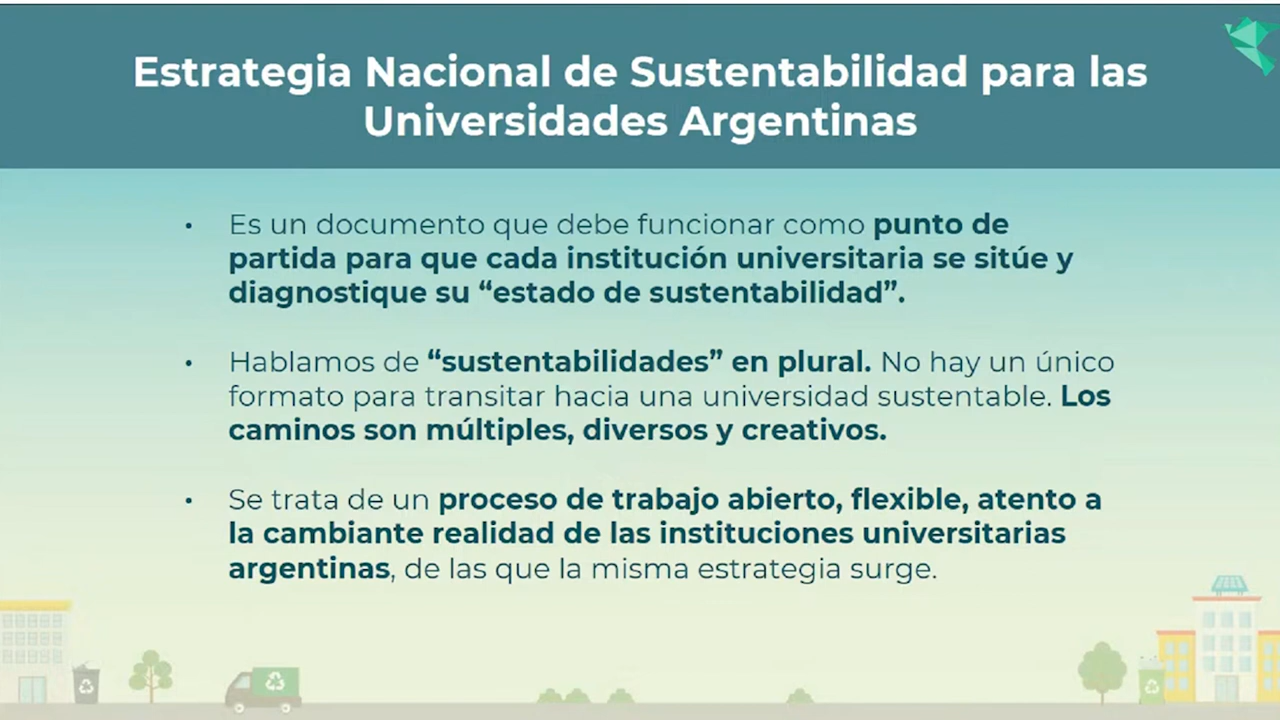 Estrategia Nacional de Sustentabilidad para las
Universidades Argentinas
• Es un documento que debe funcionar como punto de
partida para que cada institución universitaria se sitúe y
diagnostique su “estado de sustentabilidad”.
• Hablamos de “sustentabilidades” en plural. No hay un único
formato para transitar hacia una universidad sustentable. Los
caminos son múltiples, diversos y creativos.
• Se trata de un proceso de trabajo abierto, flexible, atento a
la cambiante realidad de las instituciones universitarias
argentinas, de las que la misma estrategia surge.